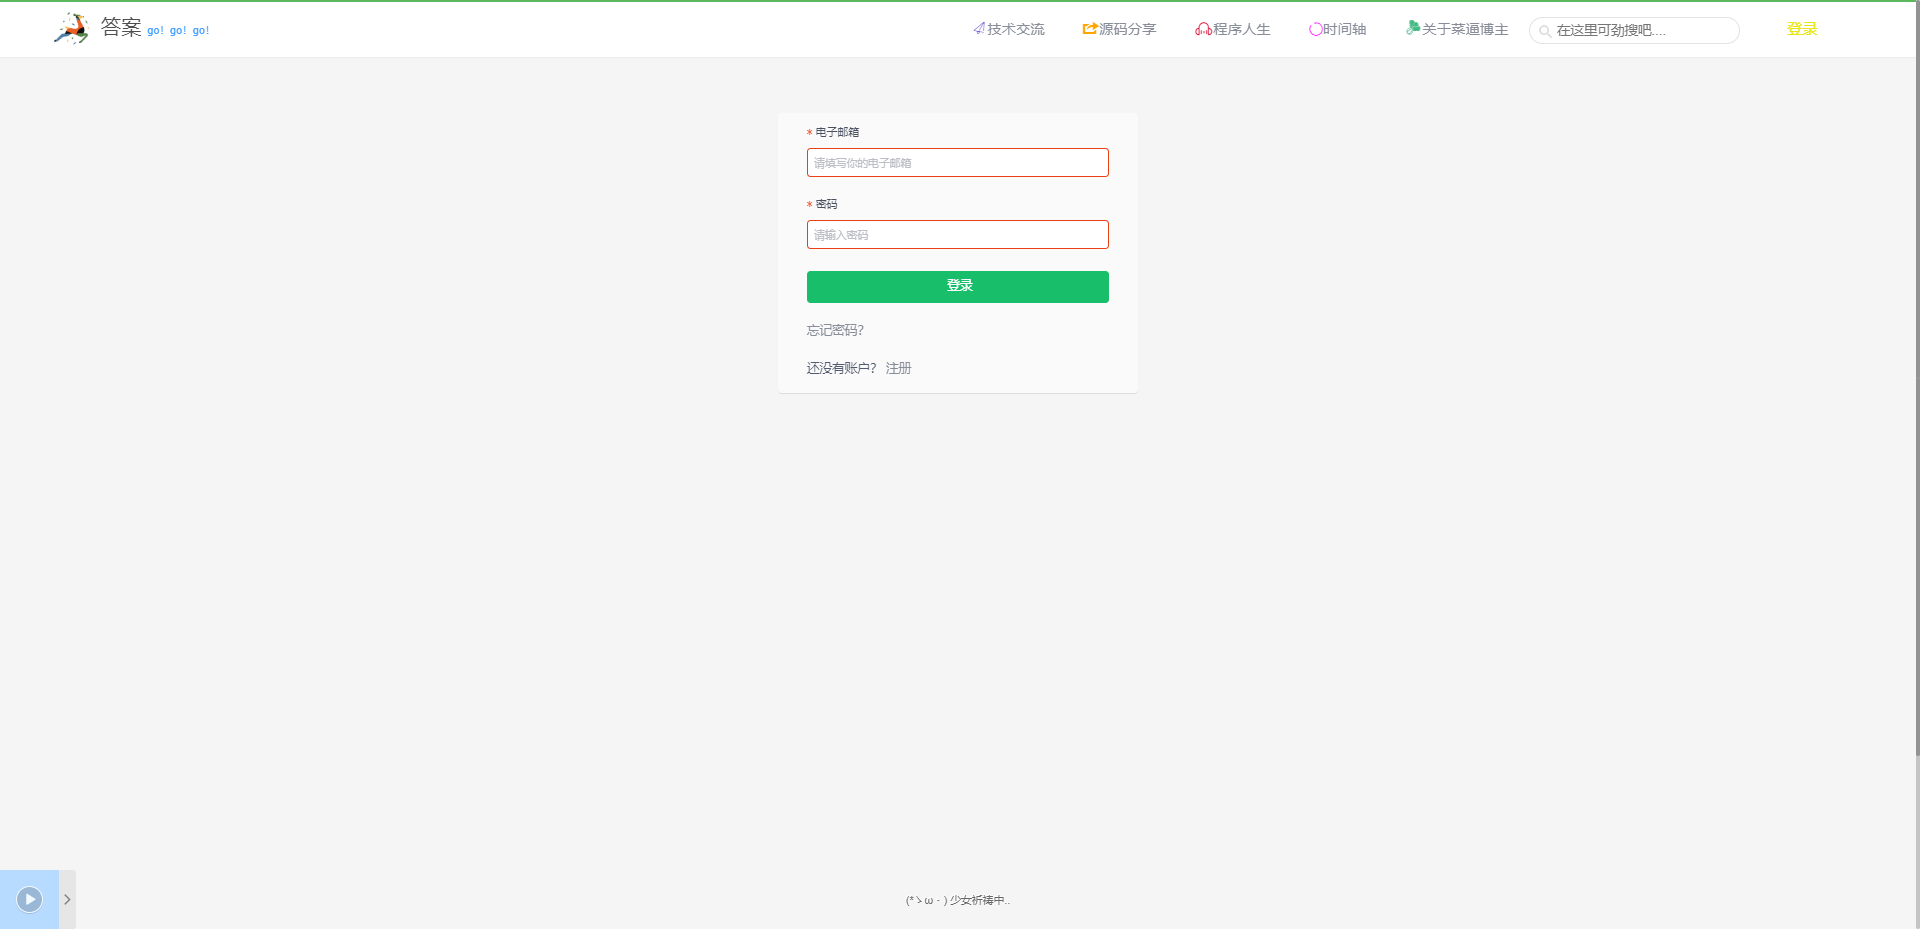 答案 go! go! go!
技术交流 源码分享 程序人生 时间轴 关于菜逼博主 在这里可劲搜吧.... 登录
* 电子邮箱
请填写你的电子邮箱
* 密码
请输入密码
登录
忘记密码?
还没有账户? 注册
(*ゝω・) 少女祈祷中..